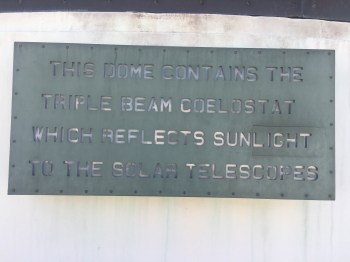 THIS DOME CONTAINS THE
TRIPLE BEAM COELOSTAT
WHICH REFLECTS SUNLIGHT
TO THE SOLAR TELESCOPES